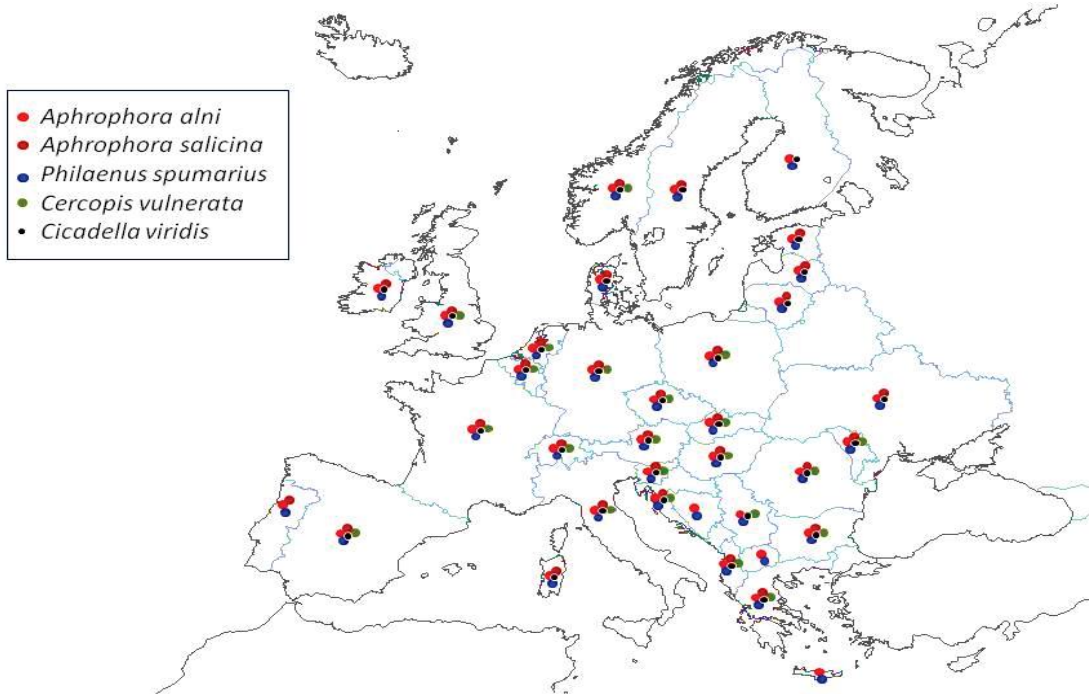 Aphrophora alni
Aphrophora salicina
Philaenus spumarius
Cercopis vulnerata
Cicadella viridis